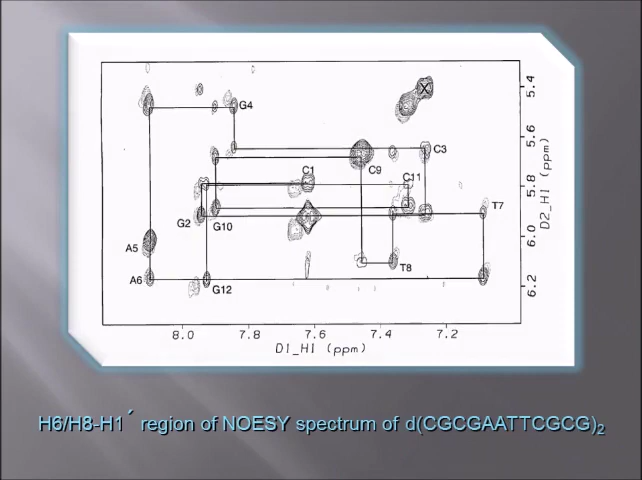 X
5.4
G4
5.6
C3
C1
C9
C11
5.8
D2_H1 (ppm)
T7
G2
G10
6.0
A5
T8
A6
G12
6.2
8.0 7.8 7.6 7.4 7.2
D1_H1 (ppm)
H6/H8-H1´ region of NOESY spectrum of d(CGCGAATTCGCG)2